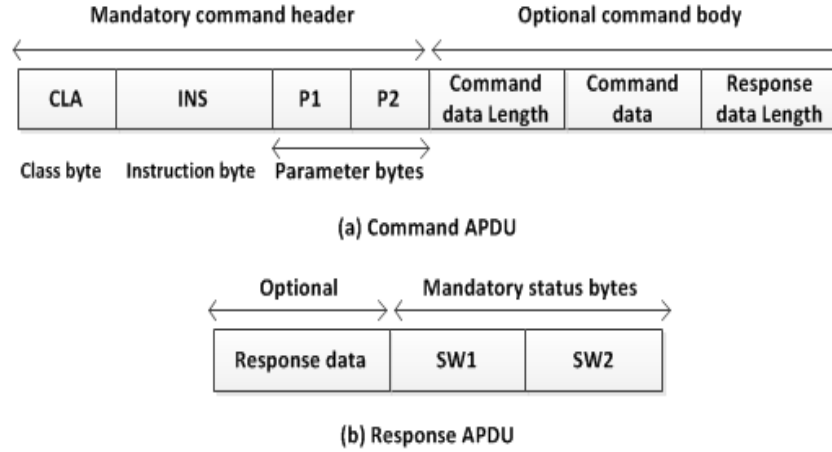 Mandatory command header Optional command body
CLA INS P1 P2 Command data Length Command data Response data Length
Class byte Instruction byte Parameter bytes
(a) Command APDU
Optional Mandatory status bytes
Response data SW1 SW2
(b) Response APDU